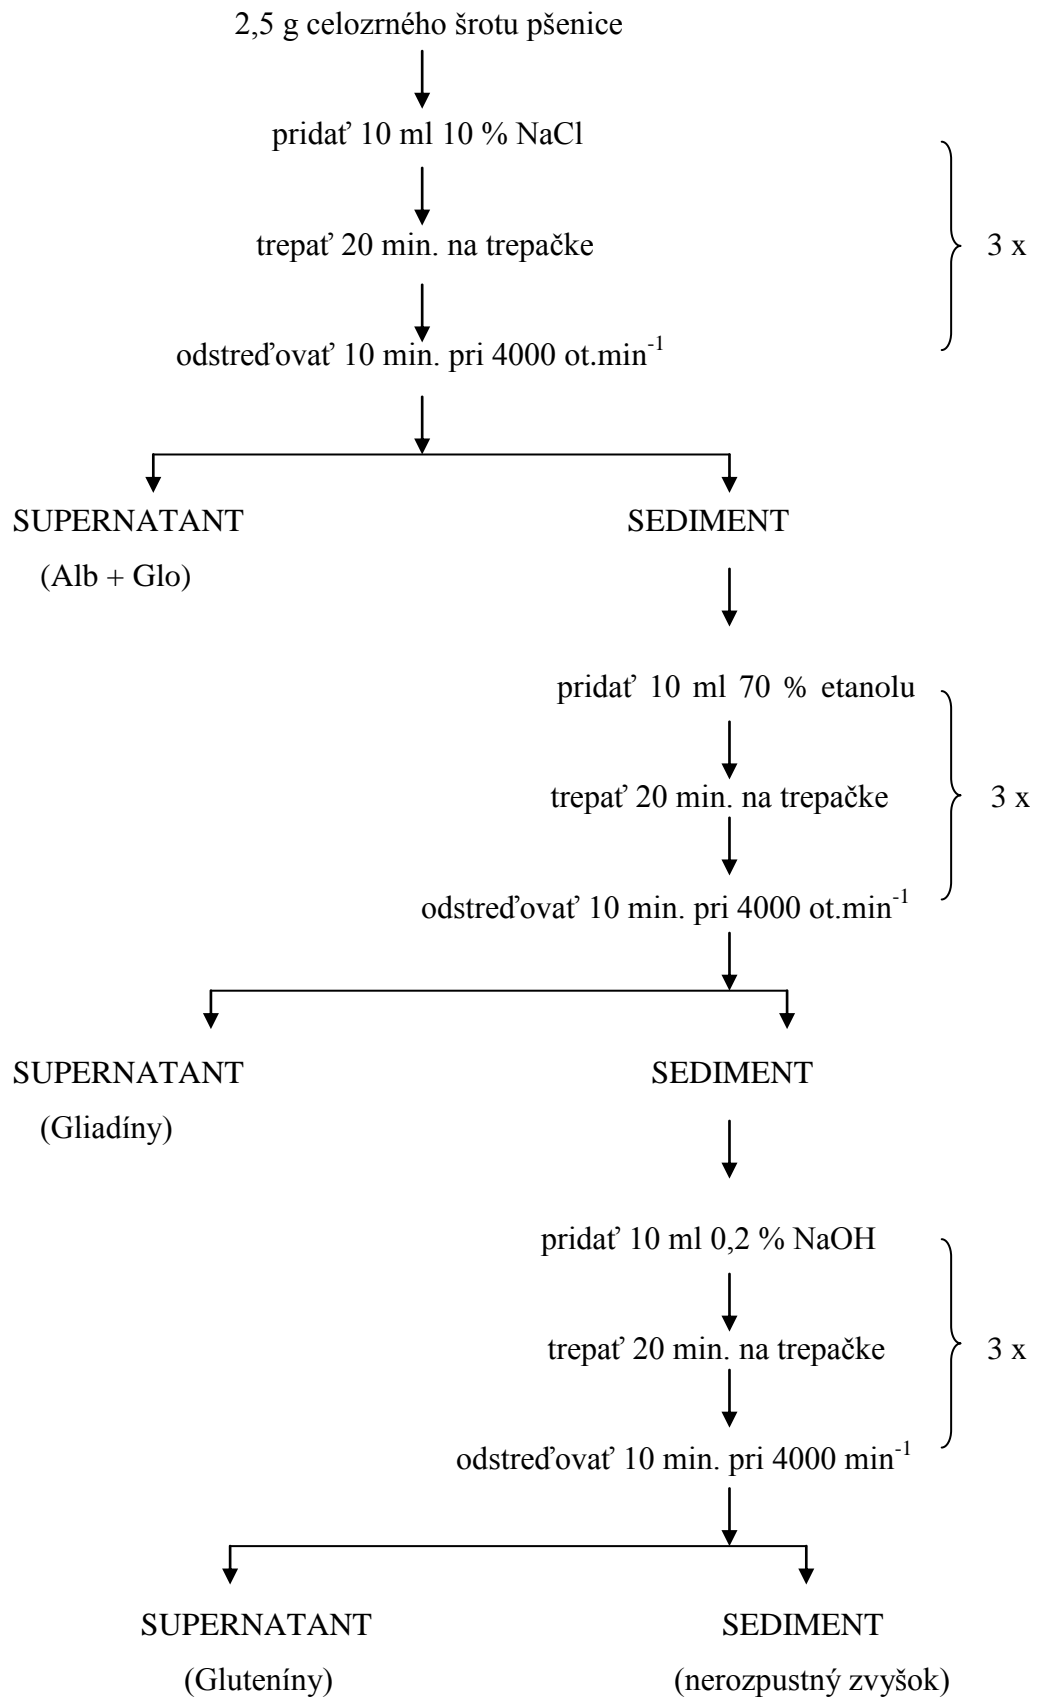 2,5 g celozrného šrotu pšenice
pridať 10 ml 10 % NaCl
trepať 20 min. na trepačke
3 x
odstreďovať 10 min. pri 4000 ot.min⁻¹
SUPERNATANT
SEDIMENT
(Alb + Glo)
pridať 10 ml 70 % etanolu
trepať 20 min. na trepačke
3 x
odstreďovať 10 min. pri 4000 ot.min⁻¹
SUPERNATANT
SEDIMENT
(Gliadíny)
pridať 10 ml 0,2 % NaOH
trepať 20 min. na trepačke
3 x
odstreďovať 10 min. pri 4000 min⁻¹
SUPERNATANT
SEDIMENT
(Gluteníny)
(nerozpustný zvyšok)